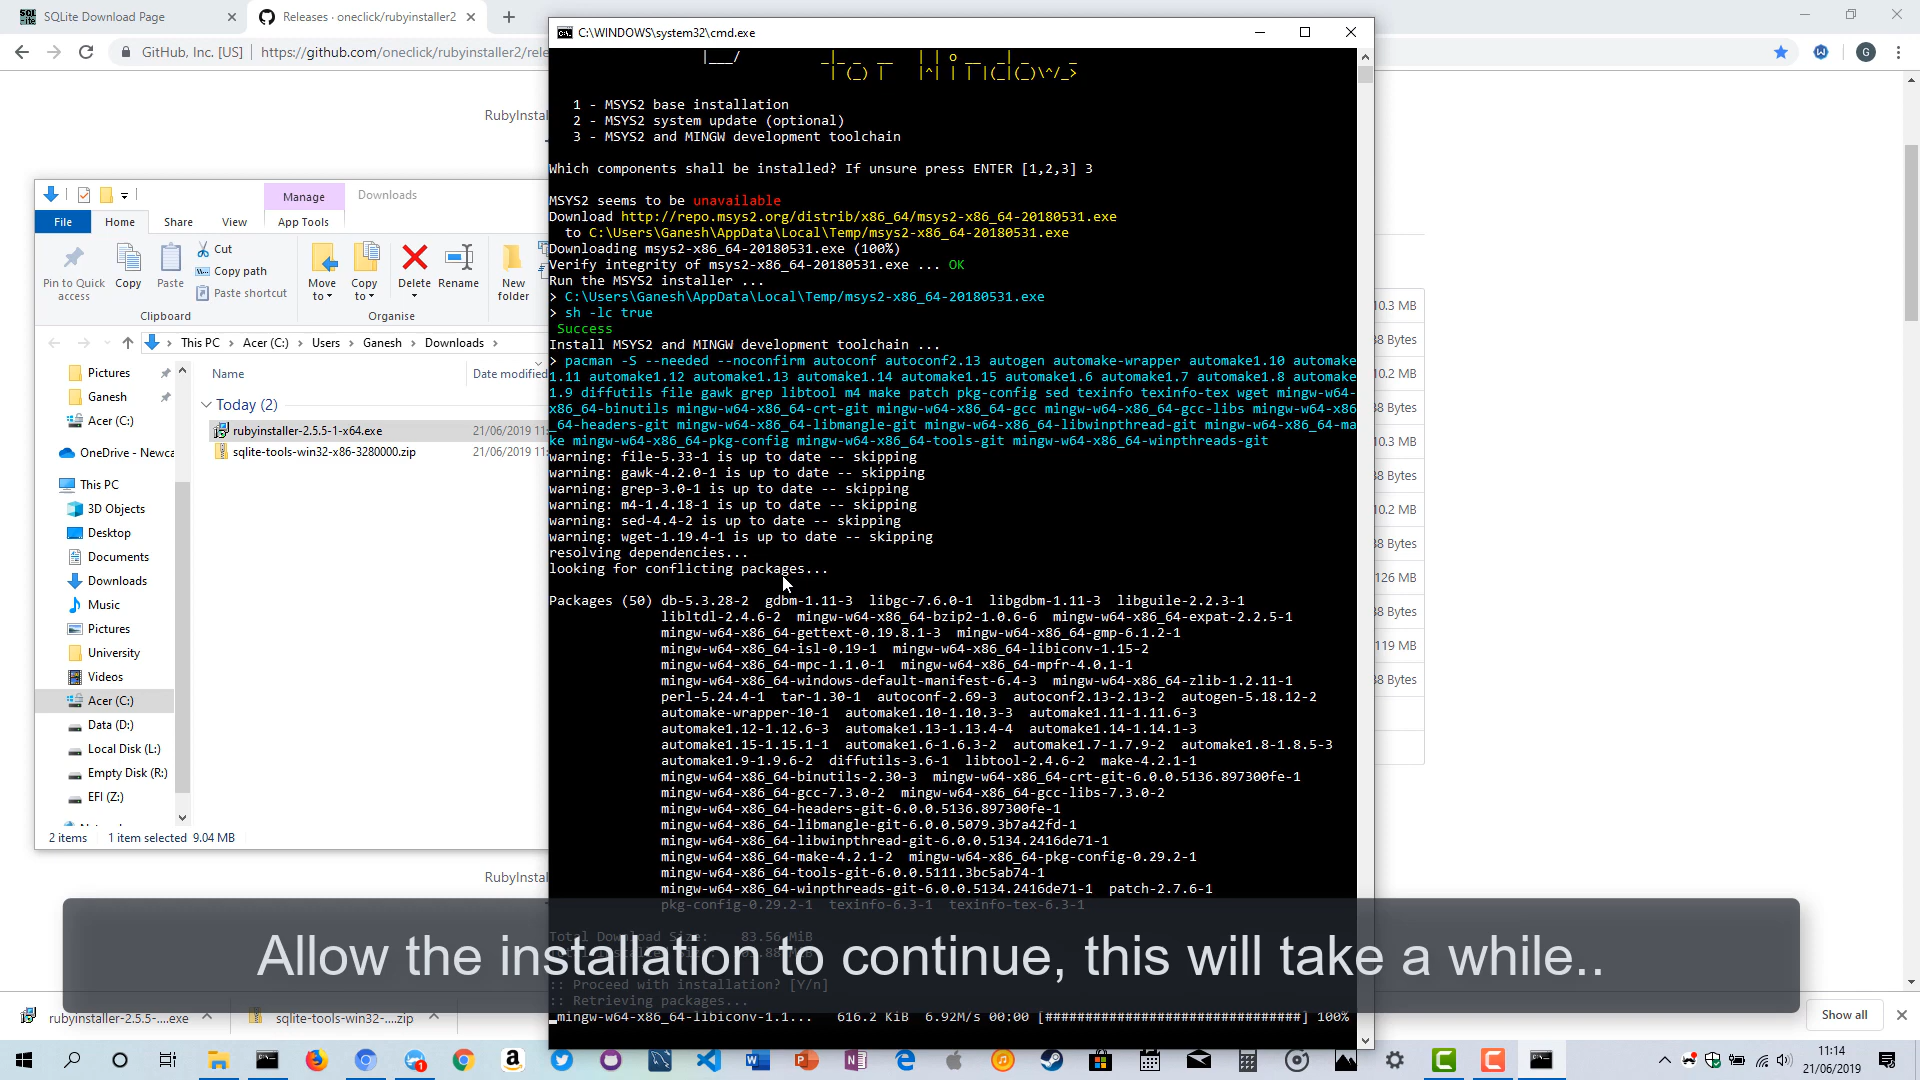 SQLite Download Page
Releases · oneclick/rubyinstaller2
GitHub, Inc. [US]
https://github.com/oneclick/rubyinstaller2/rele
G
RubyInstal
C:\WINDOWS\system32\cmd.exe
1 - MSYS2 base installation
2 - MSYS2 system update (optional)
3 - MSYS2 and MINGW development toolchain
Which components shall be installed? If unsure press ENTER [1,2,3] 3
MSYS2 seems to be unavailable
Download http://repo.msys2.org/distrib/x86_64/msys2-x86_64-20180531.exe
to C:\Users\Ganesh\AppData\Local\Temp/msys2-x86_64-20180531.exe
Downloading msys2-x86_64-20180531.exe (100%)
Verify integrity of msys2-x86_64-20180531.exe ... OK
Run the MSYS2 installer ...
> C:\Users\Ganesh\AppData\Local\Temp/msys2-x86_64-20180531.exe
> sh -lc true
Success
Install MSYS2 and MINGW development toolchain ...
> pacman -S --needed --noconfirm autoconf autoconf2.13 autogen automake-wrapper automake1.10 automake
1.11 automake1.12 automake1.13 automake1.14 automake1.15 automake1.6 automake1.7 automake1.8 automake
1.9 diffutils file gawk grep libtool m4 make patch pkg-config sed texinfo texinfo-tex wget mingw-w64-
x86_64-binutils mingw-w64-x86_64-crt-git mingw-w64-x86_64-gcc mingw-w64-x86_64-gcc-libs mingw-w64-x86
_64-headers-git mingw-w64-x86_64-libmangle-git mingw-w64-x86_64-libwinpthread-git mingw-w64-x86_64-ma
ke mingw-w64-x86_64-pkg-config mingw-w64-x86_64-tools-git mingw-w64-x86_64-winpthreads-git
warning: file-5.33-1 is up to date -- skipping
warning: gawk-4.2.0-1 is up to date -- skipping
warning: grep-3.0-1 is up to date -- skipping
warning: m4-1.4.18-1 is up to date -- skipping
warning: sed-4.4-2 is up to date -- skipping
warning: wget-1.19.4-1 is up to date -- skipping
resolving dependencies...
looking for conflicting packages...
Packages (50) db-5.3.28-2 gdbm-1.11-3 libgc-7.6.0-1 libgdbm-1.11-3 libguile-2.2.3-1
libltdl-2.4.6-2 mingw-w64-x86_64-bzip2-1.0.6-6 mingw-w64-x86_64-expat-2.2.5-1
mingw-w64-x86_64-gettext-0.19.8.1-3 mingw-w64-x86_64-gmp-6.1.2-1
mingw-w64-x86_64-isl-0.19-1 mingw-w64-x86_64-libiconv-1.15-2
mingw-w64-x86_64-mpc-1.1.0-1 mingw-w64-x86_64-mpfr-4.0.1-1
mingw-w64-x86_64-windows-default-manifest-6.4-3 mingw-w64-x86_64-zlib-1.2.11-1
perl-5.24.4-1 tar-1.30-1 autoconf-2.69-3 autoconf2.13-2.13-2 autogen-5.18.12-2
automake-wrapper-10-1 automake1.10-1.10.3-3 automake1.11-1.11.6-3
automake1.12-1.12.6-3 automake1.13-1.13.4-4 automake1.14-1.14.1-3
automake1.15-1.15.1-1 automake1.6-1.6.3-2 automake1.7-1.7.9-2 automake1.8-1.8.5-3
automake1.9-1.9.6-2 diffutils-3.6-1 libtool-2.4.6-2 make-4.2.1-1
mingw-w64-x86_64-binutils-2.30-3 mingw-w64-x86_64-crt-git-6.0.0.5136.897300fe-1
mingw-w64-x86_64-gcc-7.3.0-2 mingw-w64-x86_64-gcc-libs-7.3.0-2
mingw-w64-x86_64-headers-git-6.0.0.5136.897300fe-1
mingw-w64-x86_64-libmangle-git-6.0.0.5079.3b7a42fd-1
mingw-w64-x86_64-libwinpthread-git-6.0.0.5134.2416de71-1
mingw-w64-x86_64-make-4.2.1-2 mingw-w64-x86_64-pkg-config-0.29.2-1
mingw-w64-x86_64-tools-git-6.0.0.5111.3bc5ab74-1
mingw-w64-x86_64-winpthreads-git-6.0.0.5134.2416de71-1 patch-2.7.6-1
pkg-config-0.29.2-1 texinfo-6.3-1 texinfo-tex-6.3-1
Total Download Size: 83.56 MiB
:: Proceed with installation? [Y/n]
:: Retrieving packages...
mingw-w64-x86_64-libiconv-1.1... 616.2 KiB 6.92M/s 00:00 [################################] 100%
Manage
Downloads
File
Home
Share
View
App Tools
Pin to Quick access
Copy
Paste
Cut
Copy path
Paste shortcut
Move to
Copy to
Delete
Rename
New folder
Clipboard
Organise
This PC > Acer (C:) > Users > Ganesh > Downloads >
Name
Date modified
Today (2)
rubyinstaller-2.5.5-1-x64.exe
21/06/2019 11:
sqlite-tools-win32-x86-3280000.zip
21/06/2019 11:
Pictures
Ganesh
Acer (C:)
OneDrive - Newca
This PC
3D Objects
Desktop
Documents
Downloads
Music
Pictures
University
Videos
Acer (C:)
Data (D:)
Local Disk (L:)
Empty Disk (R:)
EFI (Z:)
2 items
1 item selected 9.04 MB
10.3 MB
38 Bytes
10.2 MB
38 Bytes
10.3 MB
38 Bytes
10.2 MB
38 Bytes
126 MB
38 Bytes
119 MB
38 Bytes
RubyInstal
Allow the installation to continue, this will take a while..
rubyinstaller-2.5.5-....exe
sqlite-tools-win32-....zip
Show all
11:14
21/06/2019